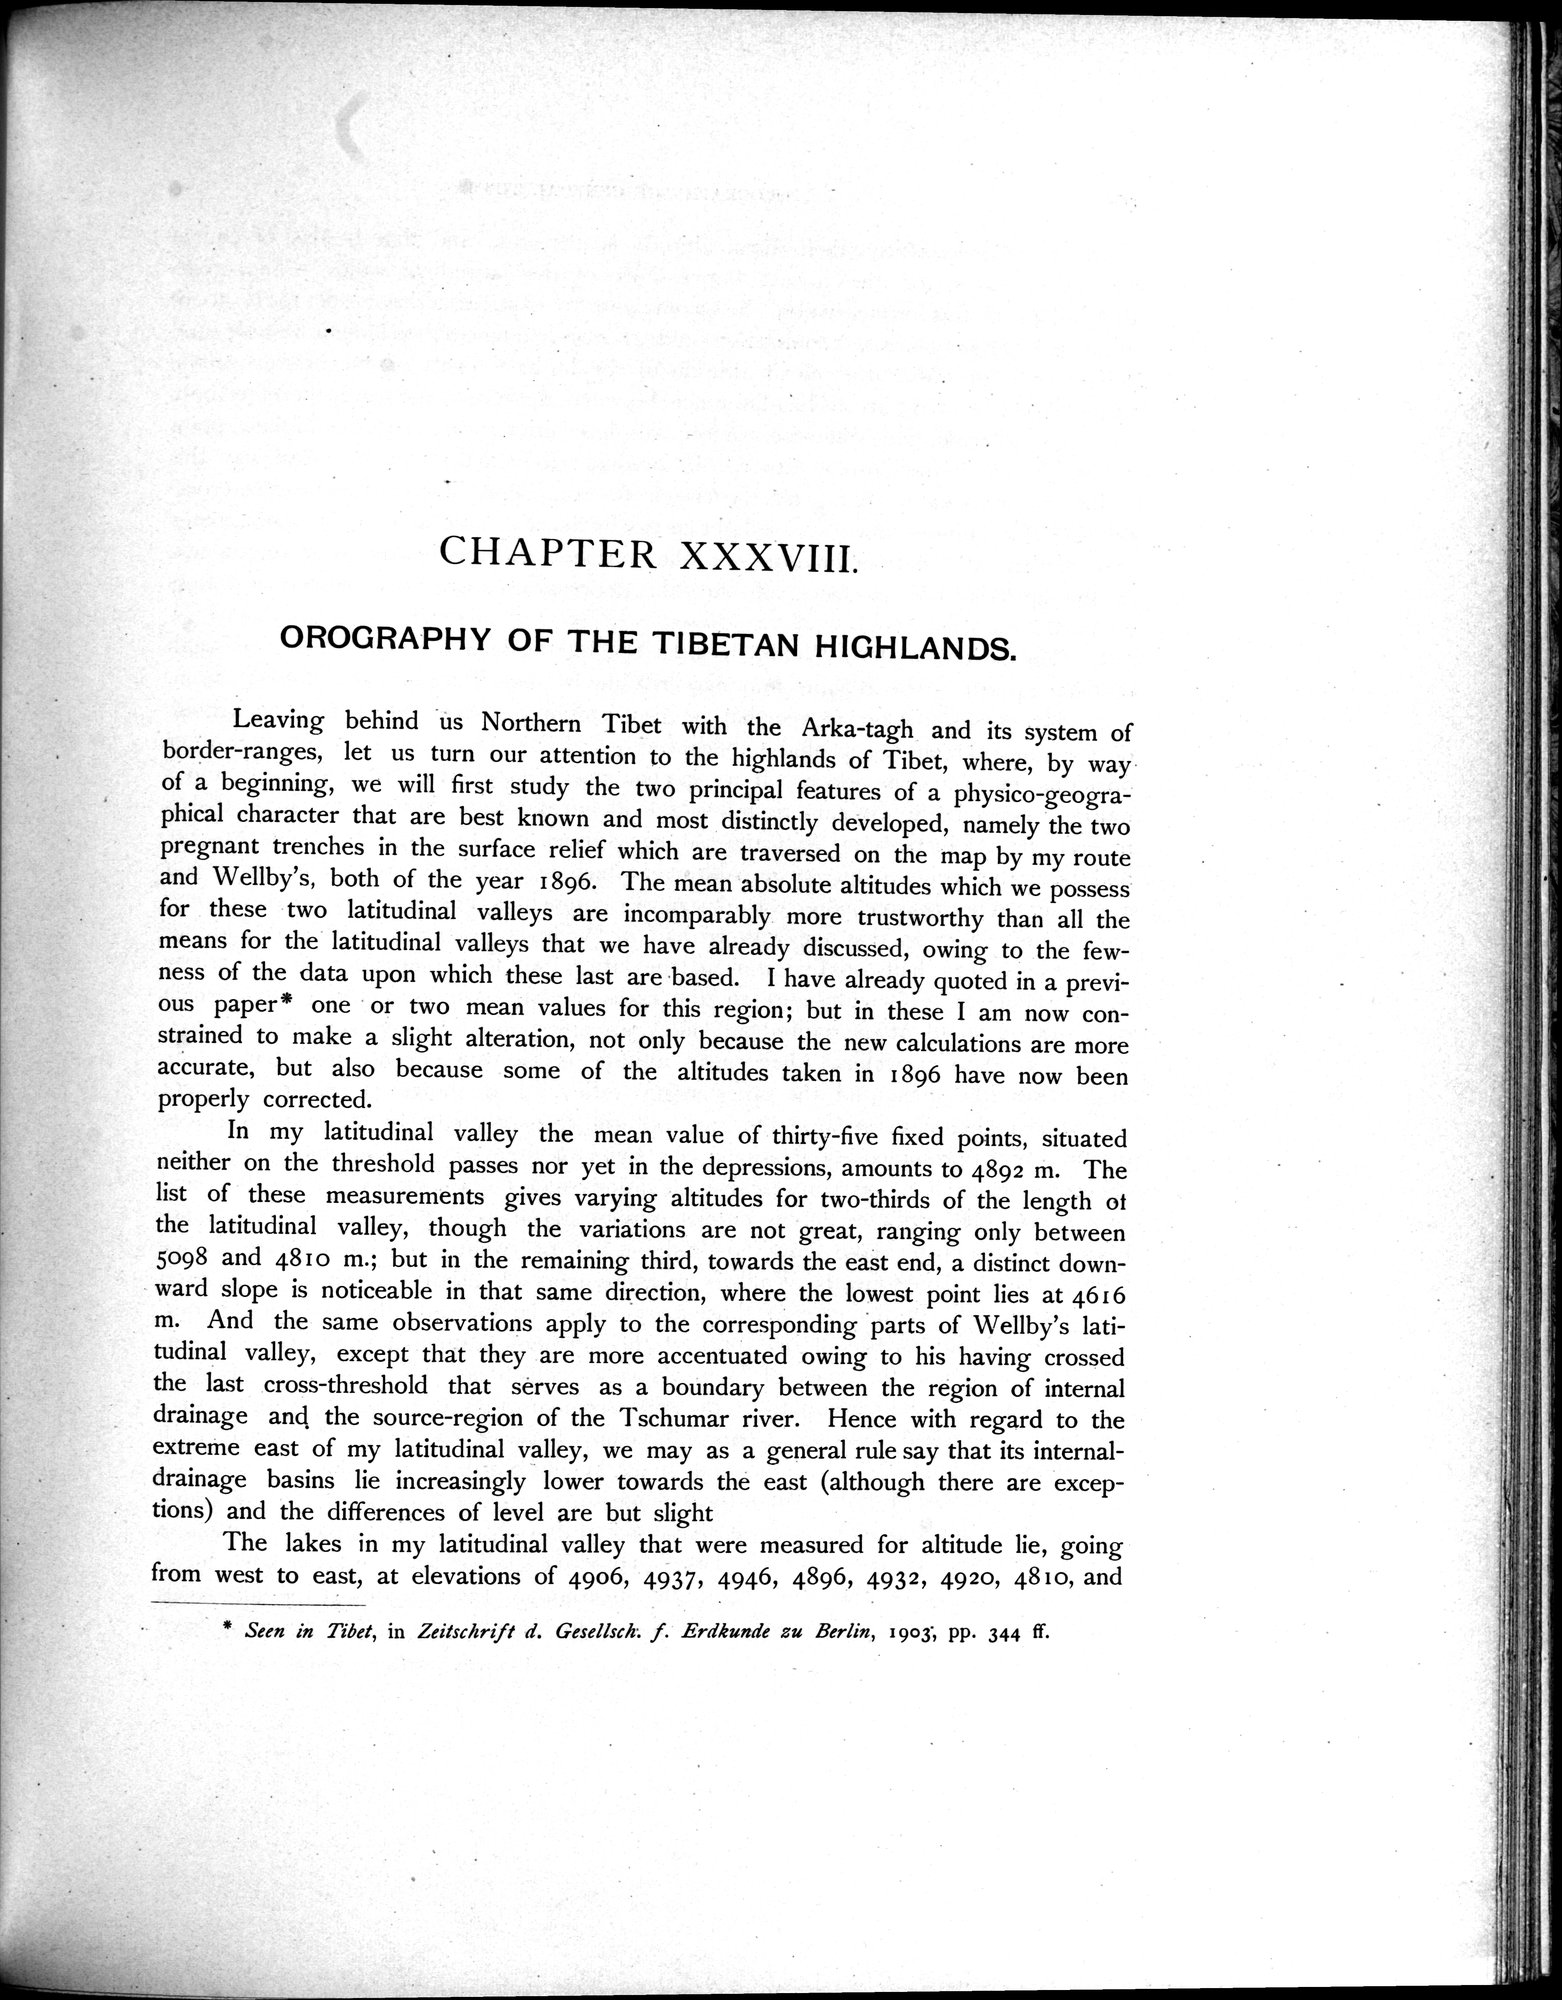 CHAPTER XXXVIII.
OROGRAPHY OF THE TIBETAN HIGHLANDS.
Leaving behind us Northern Tibet with the Arka-tagh and its system of
border-ranges, let us turn our attention to the highlands of Tibet, where, by way
of a beginning, we will first study the two principal features of a physico-geogra-
phical character that are best known and most distinctly developed, namely the two
pregnant trenches in the surface relief which are traversed on the map by my route
and Wellby's, both of the year 1896. The mean absolute altitudes which we possess
for these two latitudinal valleys are incomparably more trustworthy than all the
means for the latitudinal valleys that we have already discussed, owing to the few-
ness of the data upon which these last are based. I have already quoted in a previ-
ous paper* one or two mean values for this region; but in these I am now con-
strained to make a slight alteration, not only because the new calculations are more
accurate, but also because some of the altitudes taken in 1896 have now been
properly corrected.
In my latitudinal valley the mean value of thirty-five fixed points, situated
neither on the threshold passes nor yet in the depressions, amounts to 4892 m. The
list of these measurements gives varying altitudes for two-thirds of the length of
the latitudinal valley, though the variations are not great, ranging only between
5098 and 4810 m.; but in the remaining third, towards the east end, a distinct down-
ward slope is noticeable in that same direction, where the lowest point lies at 4616
m. And the same observations apply to the corresponding parts of Wellby's lati-
tudinal valley, except that they are more accentuated owing to his having crossed
the last cross-threshold that serves as a boundary between the region of internal
drainage and the source-region of the Tschumar river. Hence with regard to the
extreme east of my latitudinal valley, we may as a general rule say that its internal-
drainage basins lie increasingly lower towards the east (although there are excep-
tions) and the differences of level are but slight
The lakes in my latitudinal valley that were measured for altitude lie, going
from west to east, at elevations of 4906, 4937, 4946, 4896, 4932, 4920, 4810, and
* Seen in Tibet, in Zeitschrift d. Gesellsch. f. Erdkunde zu Berlin, 1903, pp. 344 ff.